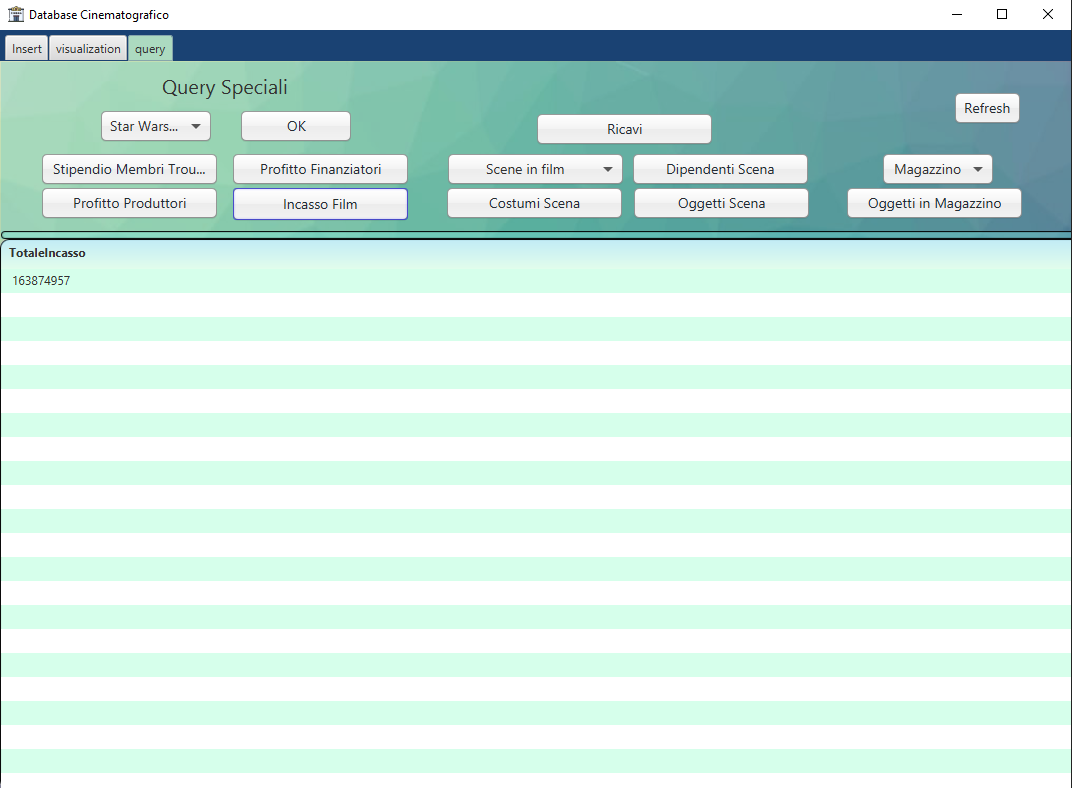 Database Cinematografico
Insert visualization query
Query Speciali
Refresh
Star Wars... OK Ricavi
Stipendio Membri Trou... Profitto Finanziatori Scene in film Dipendenti Scena Magazzino
Profitto Produttori Incasso Film Costumi Scena Oggetti Scena Oggetti in Magazzino
TotaleIncasso
163874957